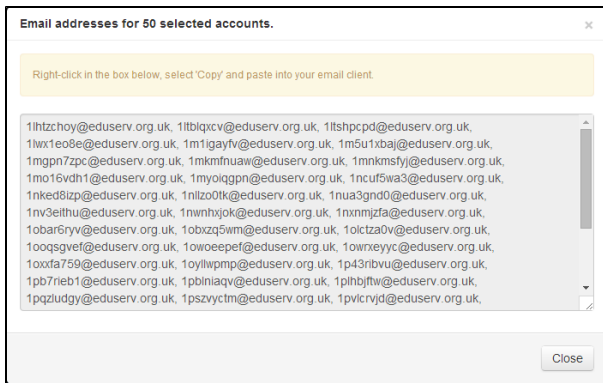 Email addresses for 50 selected accounts.
×
Right-click in the box below, select 'Copy' and paste into your email client.
1lhtzchoy@eduserv.org.uk, 1ltblqxcv@eduserv.org.uk, 1ltshpcpd@eduserv.org.uk,
1lwx1eo8e@eduserv.org.uk, 1m1igayfv@eduserv.org.uk, 1m5u1xbaj@eduserv.org.uk,
1mgpn7zpc@eduserv.org.uk, 1mkmfnuaw@eduserv.org.uk, 1mnkmsfyj@eduserv.org.uk,
1mo16vdh1@eduserv.org.uk, 1myoiqgpn@eduserv.org.uk, 1ncuf5wa3@eduserv.org.uk,
1nked8izp@eduserv.org.uk, 1nllzo0tk@eduserv.org.uk, 1nua3gnd0@eduserv.org.uk,
1nv3eithu@eduserv.org.uk, 1nwnhxjok@eduserv.org.uk, 1nxnmjzfa@eduserv.org.uk,
1obar6ryv@eduserv.org.uk, 1obxzq5wm@eduserv.org.uk, 1olctza0v@eduserv.org.uk,
1ooqsgvef@eduserv.org.uk, 1owoeepef@eduserv.org.uk, 1owrxeyyc@eduserv.org.uk,
1oxxfa759@eduserv.org.uk, 1oyllwpmp@eduserv.org.uk, 1p43ribvu@eduserv.org.uk,
1pb7rieb1@eduserv.org.uk, 1pblniaqv@eduserv.org.uk, 1plhbjftw@eduserv.org.uk,
1pqzludgy@eduserv.org.uk, 1pszvyctm@eduserv.org.uk, 1pvlcrvjd@eduserv.org.uk,
Close